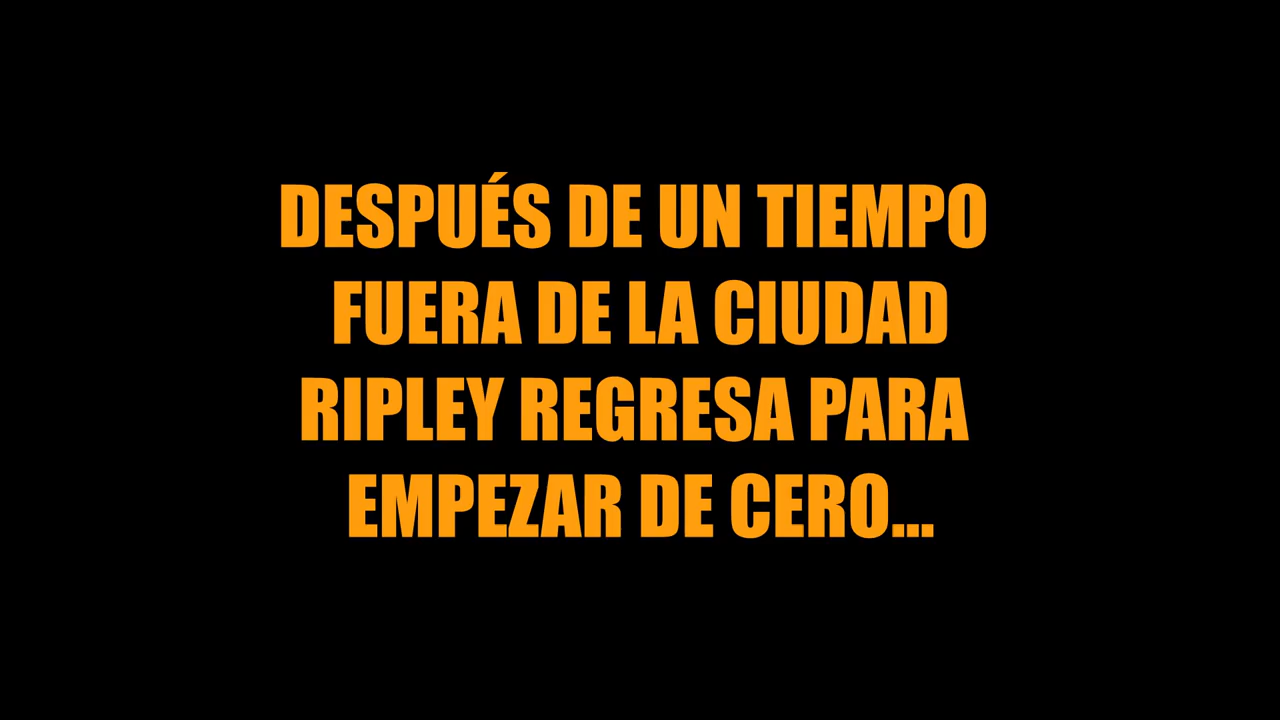 DESPUÉS DE UN TIEMPO
FUERA DE LA CIUDAD
RIPLEY REGRESA PARA
EMPEZAR DE CERO...